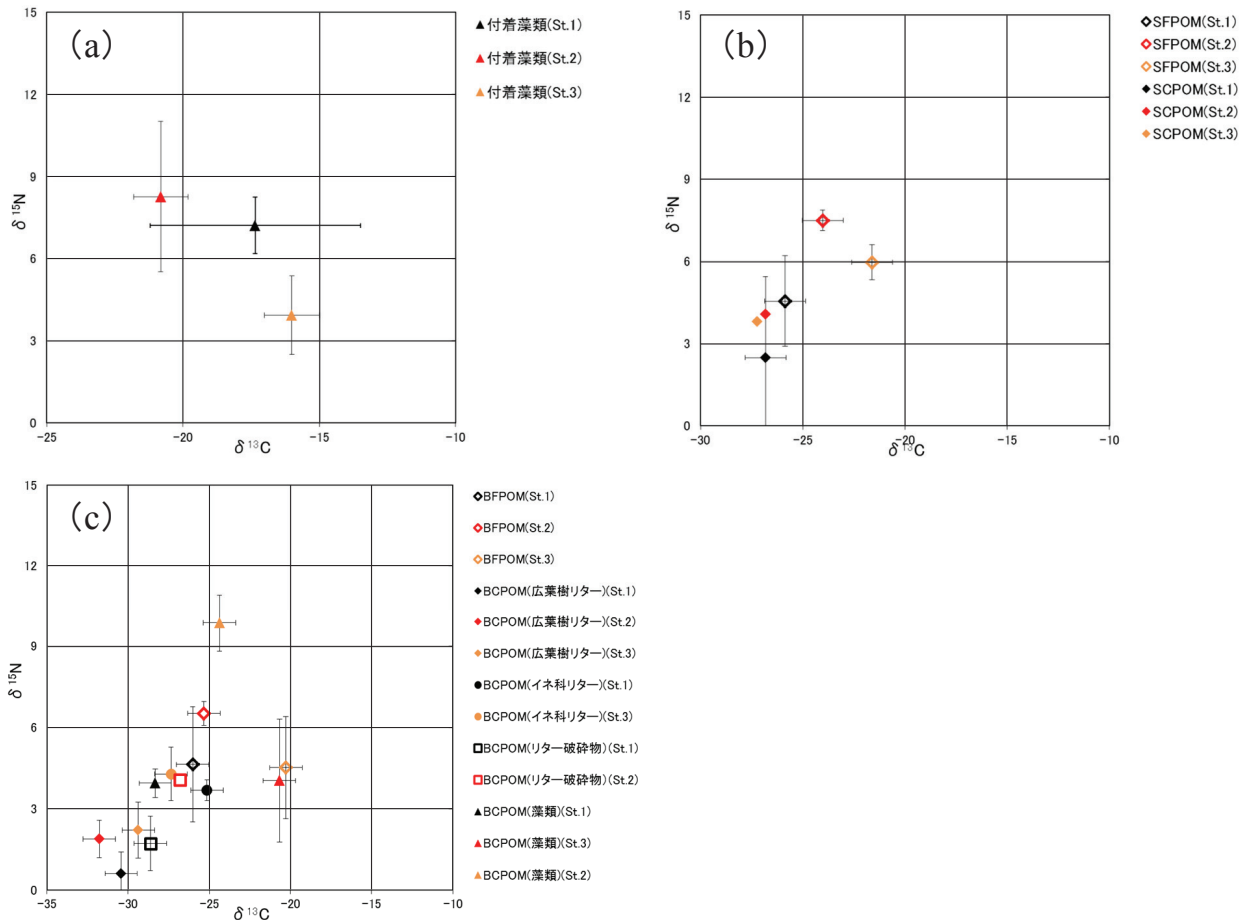 (a)
15
12
9
6
3
0
δ ¹⁵N
-25
-20
-15
-10
δ ¹³C
付着藻類(St.1)
付着藻類(St.2)
付着藻類(St.3)
(b)
15
12
9
6
3
0
δ ¹⁵N
-30
-25
-20
-15
-10
δ ¹³C
SFPOM(St.1)
SFPOM(St.2)
SFPOM(St.3)
SCPOM(St.1)
SCPOM(St.2)
SCPOM(St.3)
(c)
15
12
9
6
3
0
δ ¹⁵N
-35
-30
-25
-20
-15
-10
δ ¹³C
BFPOM(St.1)
BFPOM(St.2)
BFPOM(St.3)
BCPOM(広葉樹リター)(St.1)
BCPOM(広葉樹リター)(St.2)
BCPOM(広葉樹リター)(St.3)
BCPOM(イネ科リター)(St.1)
BCPOM(イネ科リター)(St.3)
BCPOM(リター破砕物)(St.1)
BCPOM(リター破砕物)(St.2)
BCPOM(藻類)(St.1)
BCPOM(藻類)(St.3)
BCPOM(藻類)(St.2)